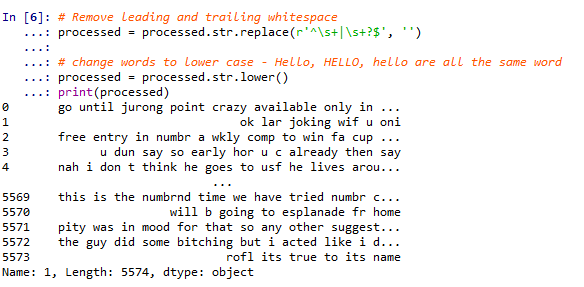 In [6]: # Remove leading and trailing whitespace
...: processed = processed.str.replace(r'^\s+|\s+?$', '')
...:
...: # change words to lower case - Hello, HELLO, hello are all the same word
...: processed = processed.str.lower()
...: print(processed)
0 go until jurong point crazy available only in ...
1 ok lar joking wif u oni
2 free entry in numbr a wkly comp to win fa cup ...
3 u dun say so early hor u c already then say
4 nah i don t think he goes to usf he lives arou...
...
5569 this is the numbrnd time we have tried numbr c...
5570 will b going to esplanade fr home
5571 pity was in mood for that so any other suggest...
5572 the guy did some bitching but i acted like i d...
5573 rofl its true to its name
Name: 1, Length: 5574, dtype: object